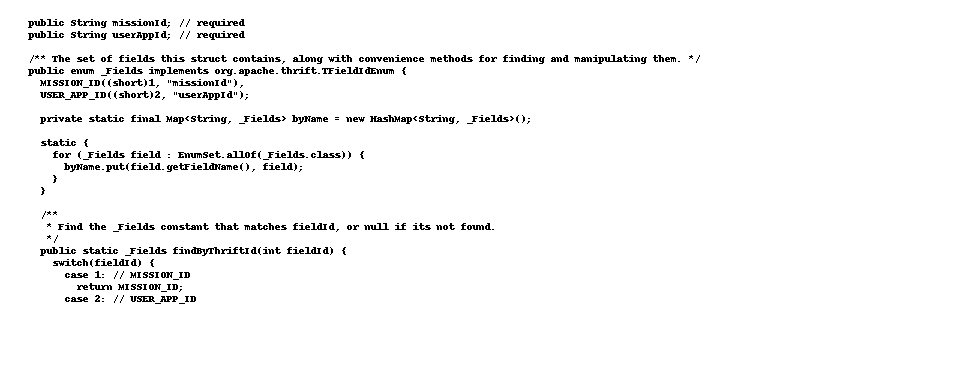 public String missionId; // required
public String userAppId; // required
/** The set of fields this struct contains, along with convenience methods for finding and manipulating them. */
public enum _Fields implements org.apache.thrift.TFieldIdEnum {
MISSION_ID((short)1, "missionId"),
USER_APP_ID((short)2, "userAppId");
private static final Map<String, _Fields> byName = new HashMap<String, _Fields>();
static {
for (_Fields field : EnumSet.allOf(_Fields.class)) {
byName.put(field.getFieldName(), field);
}
}
/**
* Find the _Fields constant that matches fieldId, or null if its not found.
*/
public static _Fields findByThriftId(int fieldId) {
switch(fieldId) {
case 1: // MISSION_ID
return MISSION_ID;
case 2: // USER_APP_ID